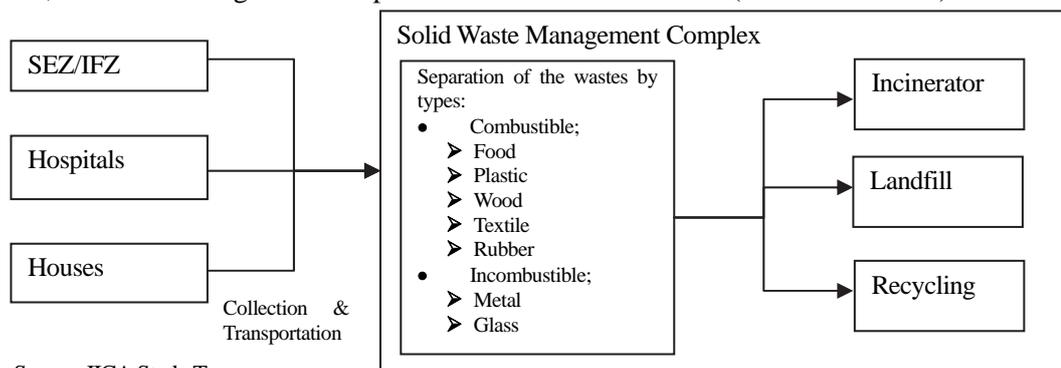 Solid Waste Management Complex
SEZ/IFZ
Hospitals
Houses
Collection &
Transportation
Separation of the wastes by
types:
• Combustible;
➢ Food
➢ Plastic
➢ Wood
➢ Textile
➢ Rubber
• Incombustible;
➢ Metal
➢ Glass
Incinerator
Landfill
Recycling